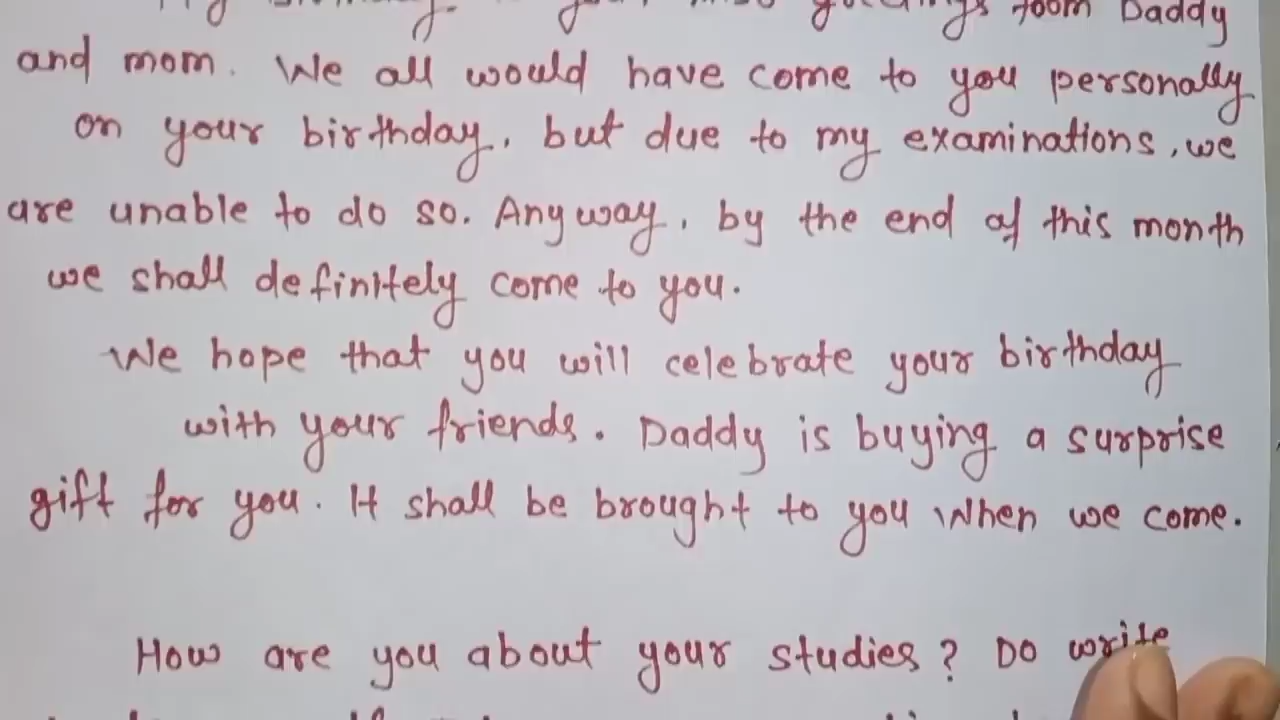 Daddy
and mom. We all would have come to you personally
on your birthday, but due to my examinations, we
are unable to do so. Anyway, by the end of this month
we shall definitely come to you.
We hope that you will celebrate your birthday
with your friends. Daddy is buying a surprise
gift for you. It shall be brought to you When we come.
How are you about your studies? Do write